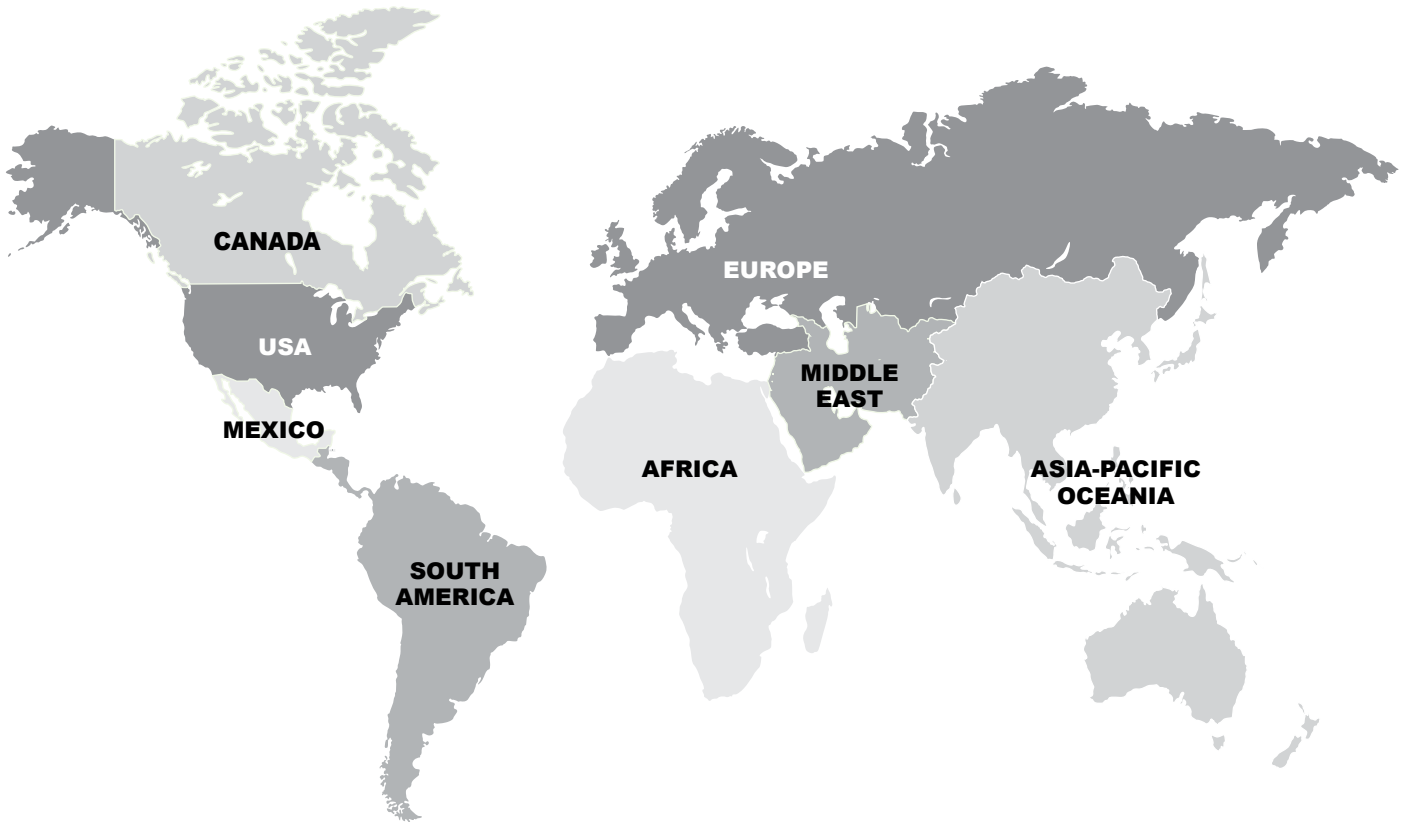 CANADA
EUROPE
USA
MIDDLE
EAST
MEXICO
AFRICA
ASIA-PACIFIC
OCEANIA
SOUTH
AMERICA